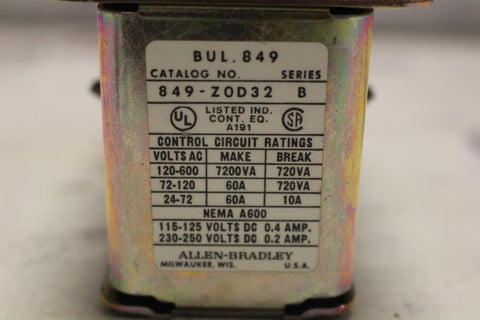 BUL. 849
CATALOG NO. SERIES
849-ZOD32 B
UL LISTED IND. CONT. EQ. A191 SA
CONTROL CIRCUIT RATINGS
VOLTS AC MAKE BREAK
120-600 7200VA 720VA
72-120 60A 720VA
24-72 60A 10A
NEMA A600
115-125 VOLTS DC 0.4 AMP.
230-250 VOLTS DC 0.2 AMP.
ALLEN-BRADLEY
MILWAUKEE, WIS. U.S.A.